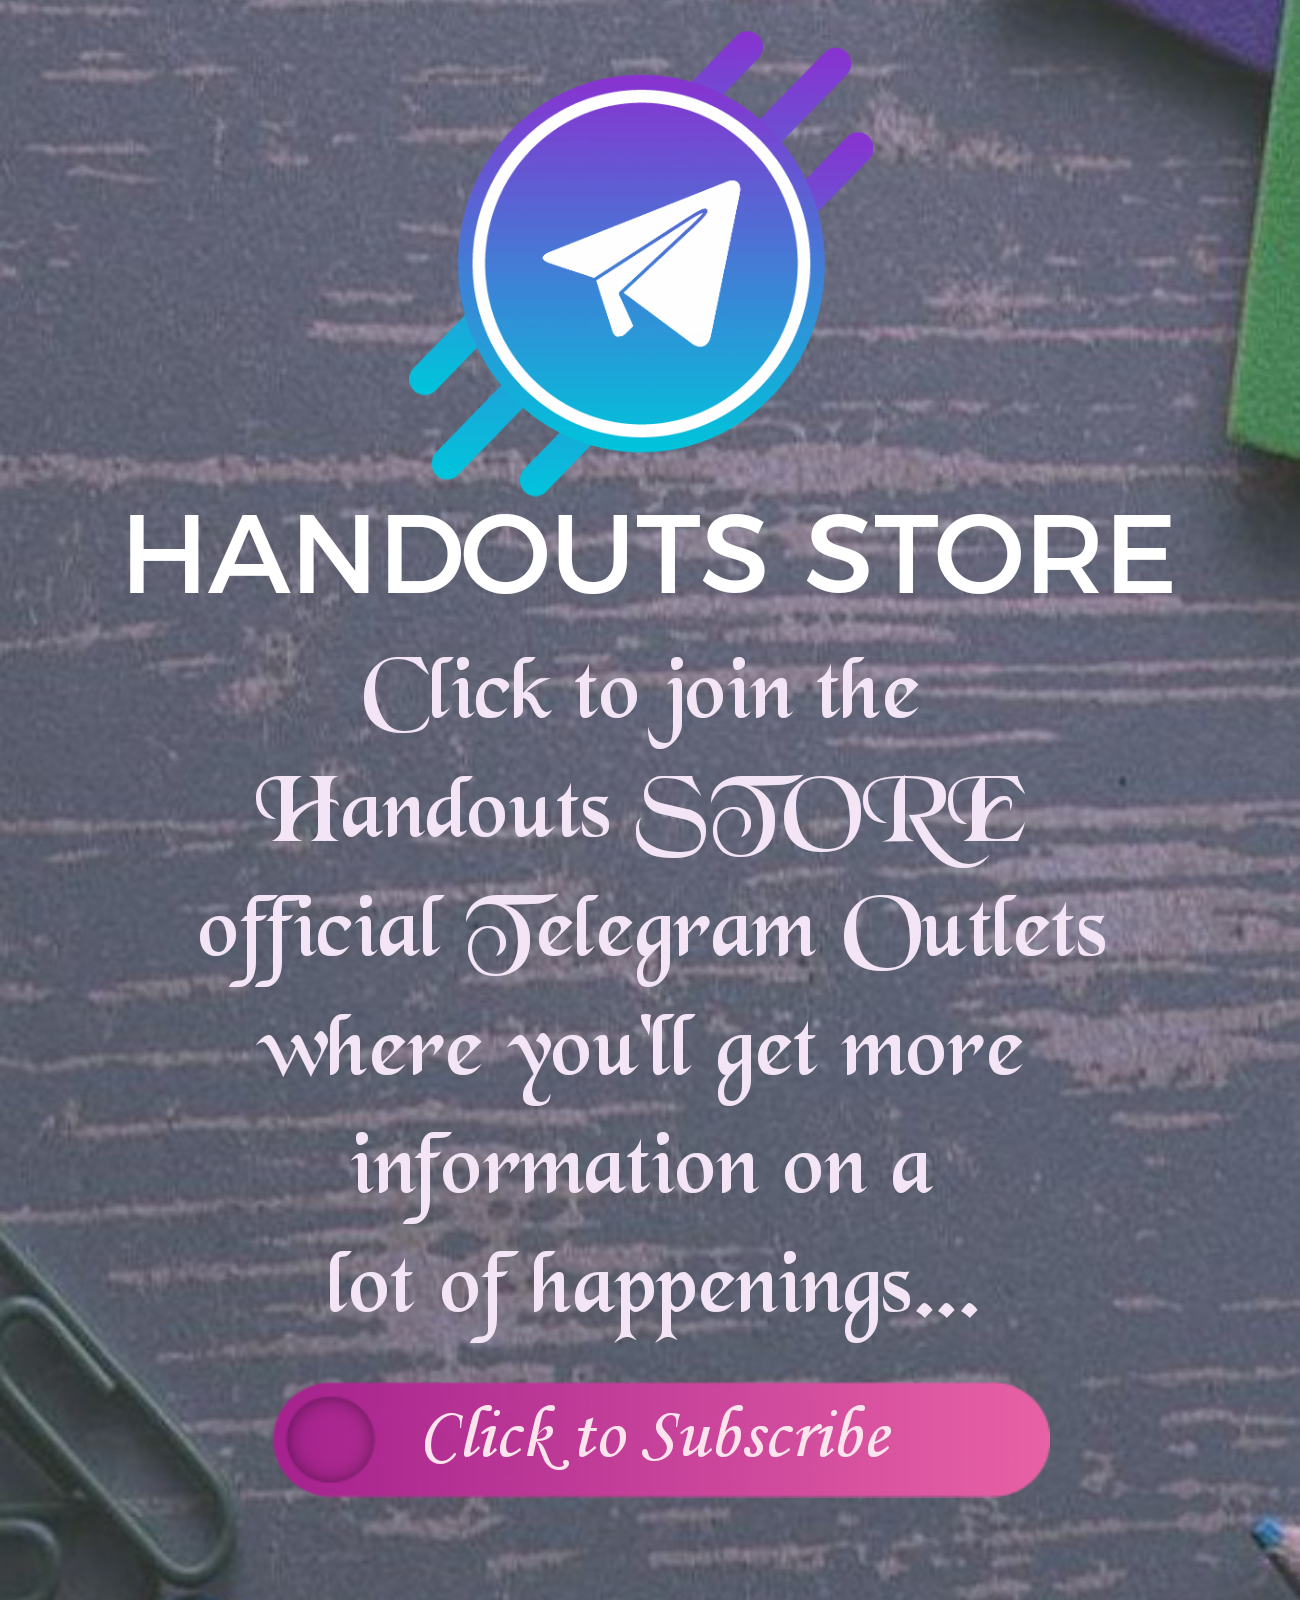 HANDOUTS STORE
Click to join the
Handouts STORE
official Telegram Outlets
where you'll get more
information on a
lot of happenings...
Click to Subscribe